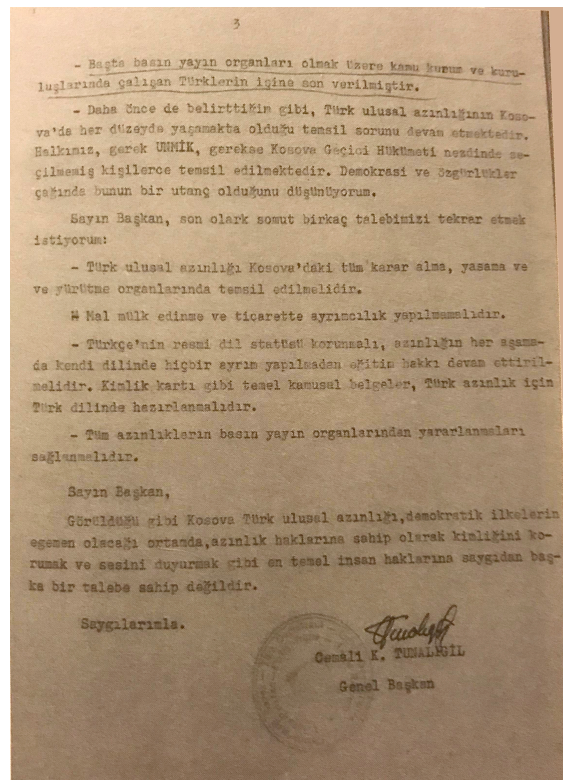 3
- Başta basın yayın organları olmak üzere kamu kurum ve kuru-
luşlarında çalışan Türklerin işine son verilmiştir.
- Daha önce de belirttiğim gibi, Türk ulusal azınlığının Koso-
va'da her düzeyde yaşamakta olduğu temsil sorunu devam etmektedir.
Halkımız, gerek UNMİK, gerekse Kosova Geçici Hükümeti nezdinde se-
çilmemiş kişilerce temsil edilmektedir. Demokrasi ve özgürlükler
çağında bunun bir utanç olduğunu düşünüyorum.
Sayın Başkan, son olark somut birkaç talebimizi tekrar etmek
istiyorum:
- Türk ulusal azınlığı Kosova'daki tüm karar alma, yasama ve
ve yürütme organlarında temsil edilmelidir.
- Mal mülk edinme ve ticarette ayrımcılık yapılmamalıdır.
- Türkçe'nin resmi dil statüsü korunmalı, azınlığın her aşama-
da kendi dilinde hiçbir ayrım yapılmadan eğitim hakkı devam ettiril-
melidir. Kimlik kartı gibi temel kamusal belgeler, Türk azınlık için
Türk dilinde hazırlanmalıdır.
- Tüm azınlıkların basın yayın organlarından yararlanmaları
sağlanmalıdır.
Sayın Başkan,
Görüldüğü gibi Kosova Türk ulusal azınlığı,demokratik ilkelerin
egemen olacağı ortamda,azınlık haklarına sahip olarak kimliğini ko-
rumak ve sesini duyurmak gibi en temel insan haklarına saygıdan baş-
ka bir talebe sahip değildir.
Saygılarımla.
Cemali K. TUNALIGİL
Genel Başkan